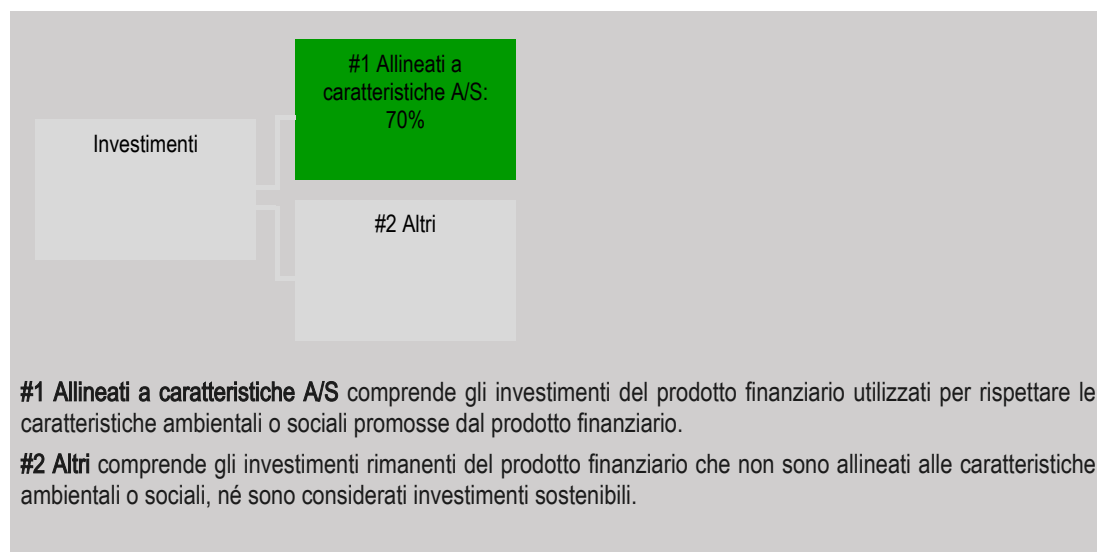 #1 Allineati a
caratteristiche A/S:
70%
Investimenti
#2 Altri
#1 Allineati a caratteristiche A/S comprende gli investimenti del prodotto finanziario utilizzati per rispettare le
caratteristiche ambientali o sociali promosse dal prodotto finanziario.
#2 Altri comprende gli investimenti rimanenti del prodotto finanziario che non sono allineati alle caratteristiche
ambientali o sociali, né sono considerati investimenti sostenibili.